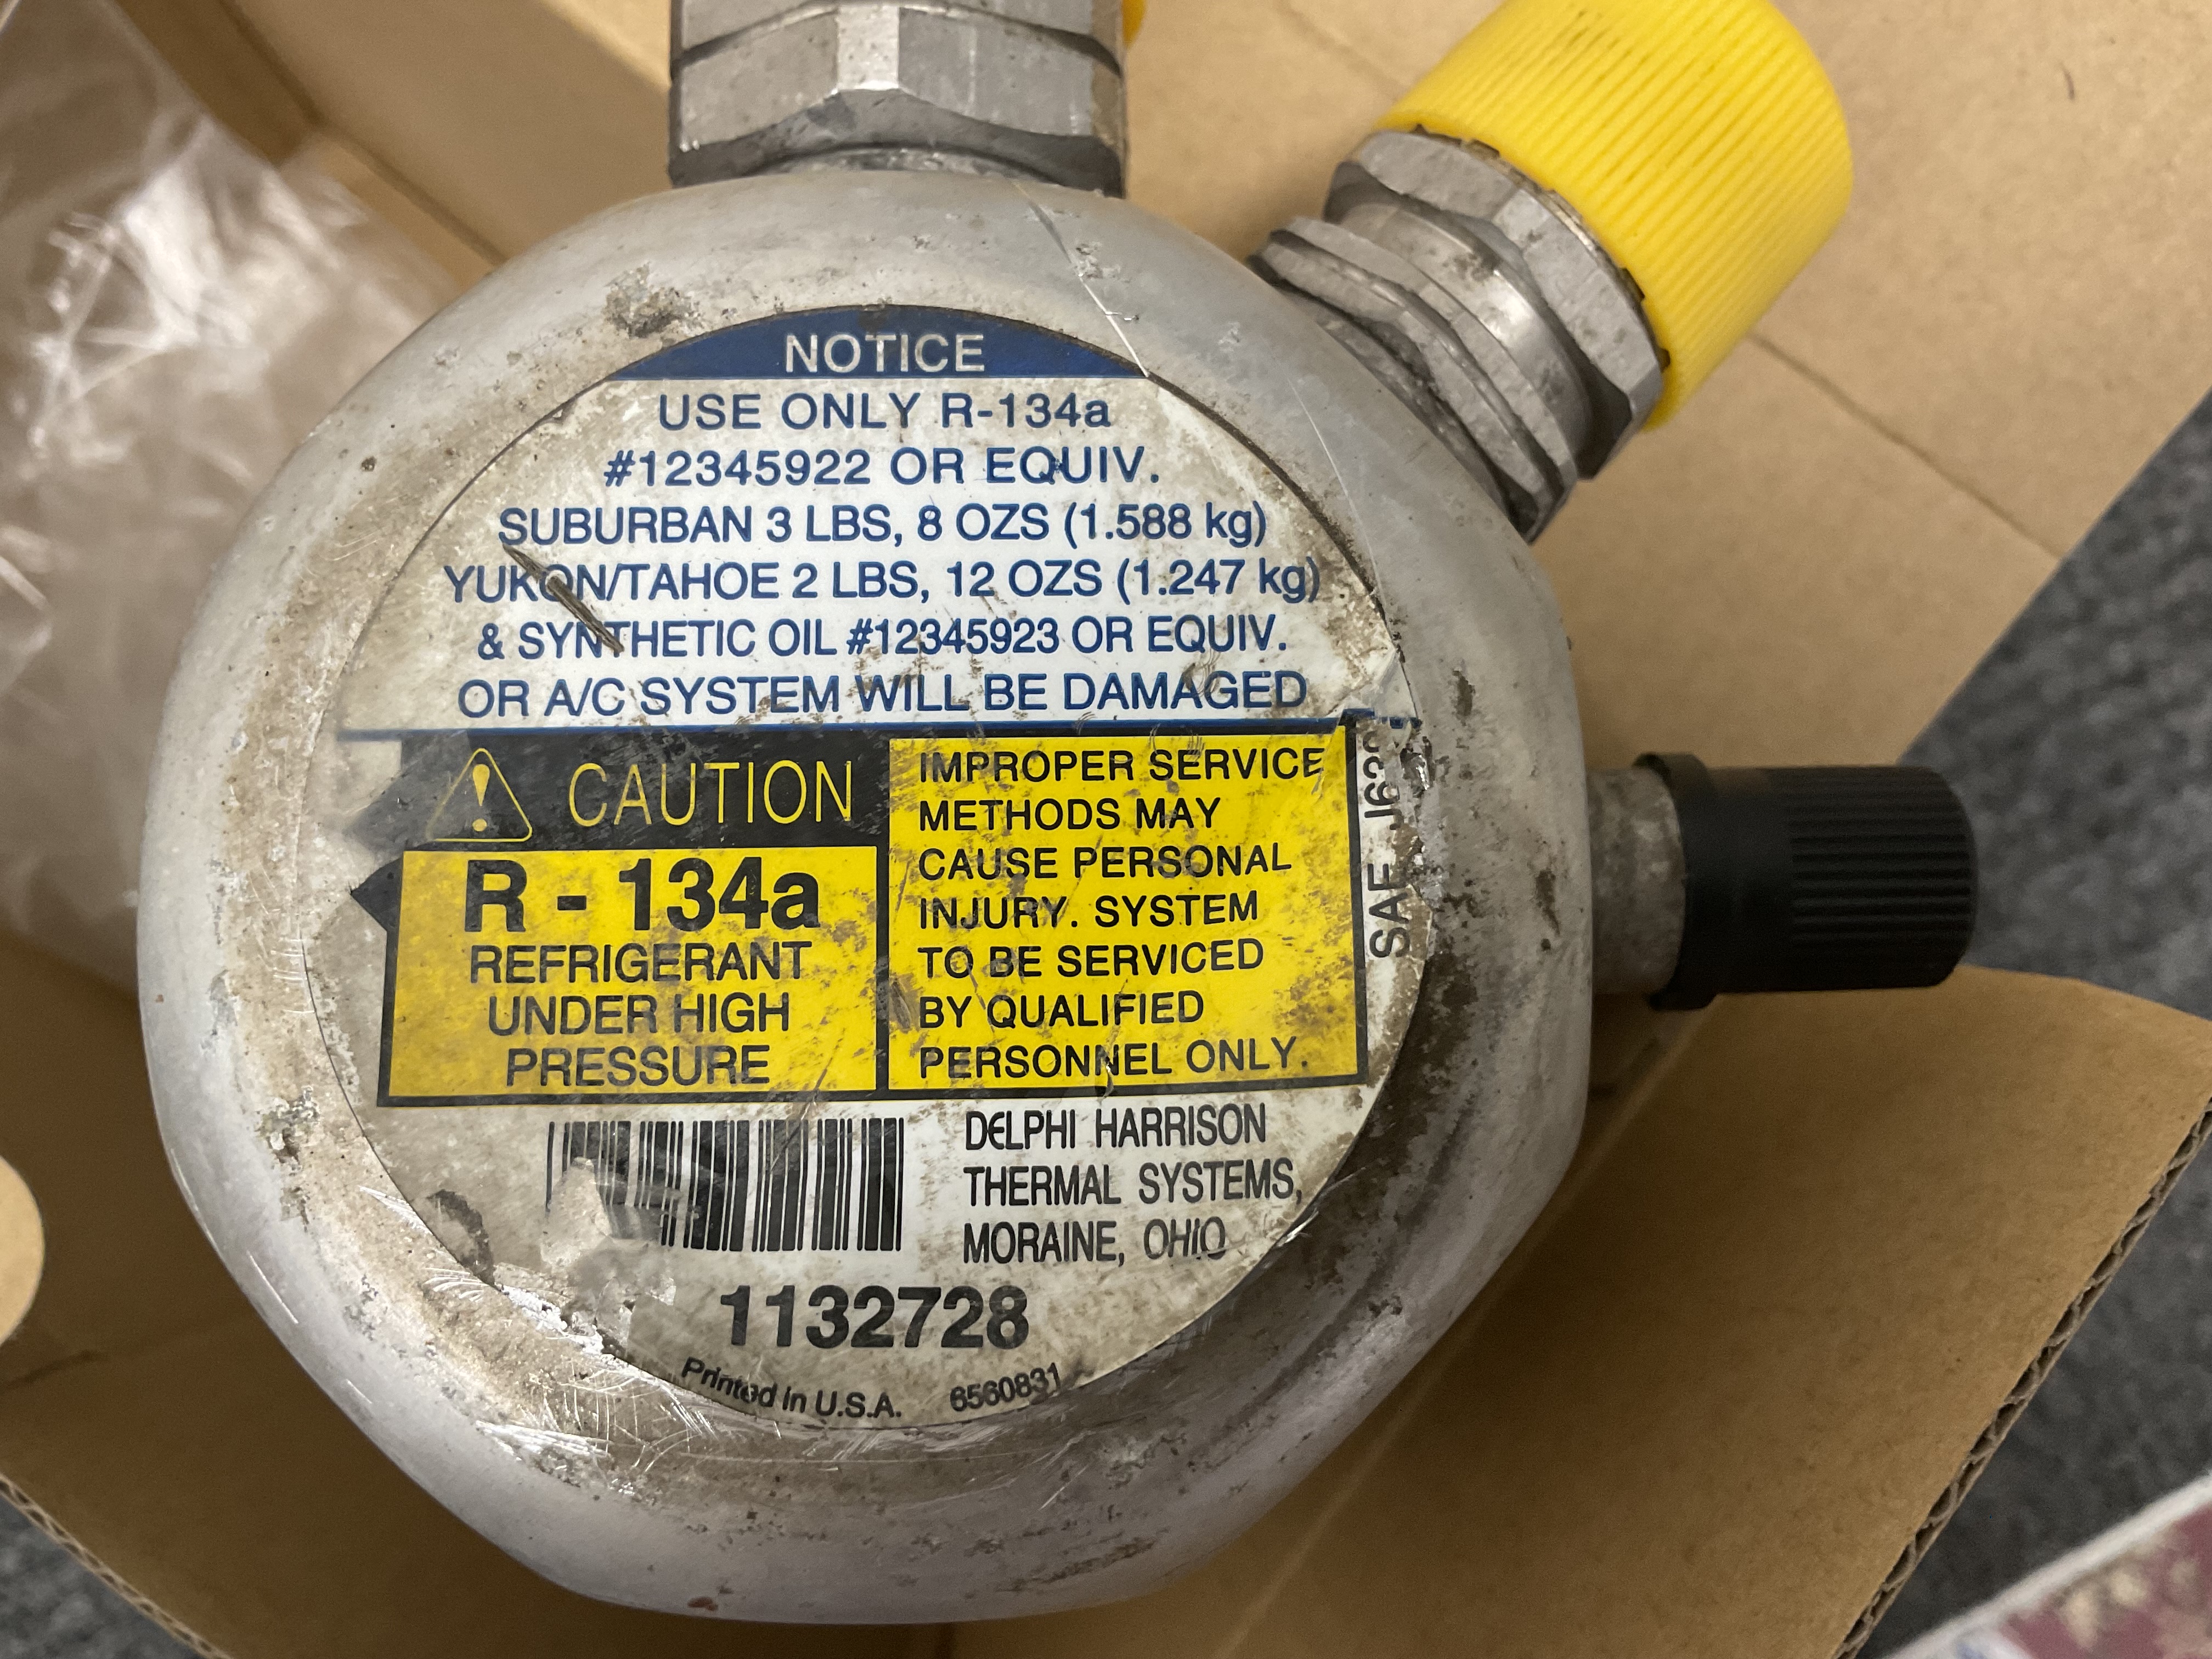 NOTICE
USE ONLY R-134a
#12345922 OR EQUIV.
SUBURBAN 3 LBS, 8 OZS (1.588 kg)
YUKON/TAHOE 2 LBS, 12 OZS (1.247 kg)
& SYNTHETIC OIL #12345923 OR EQUIV.
OR A/C SYSTEM WILL BE DAMAGED
CAUTION
R - 134a
REFRIGERANT
UNDER HIGH
PRESSURE
IMPROPER SERVICE
METHODS MAY
CAUSE PERSONAL
INJURY. SYSTEM
TO BE SERVICED
BY QUALIFIED
PERSONNEL ONLY.
SAE
DELPHI HARRISON
THERMAL SYSTEMS,
MORAINE, OHIO
1132728
Printed In U.S.A. 6560831